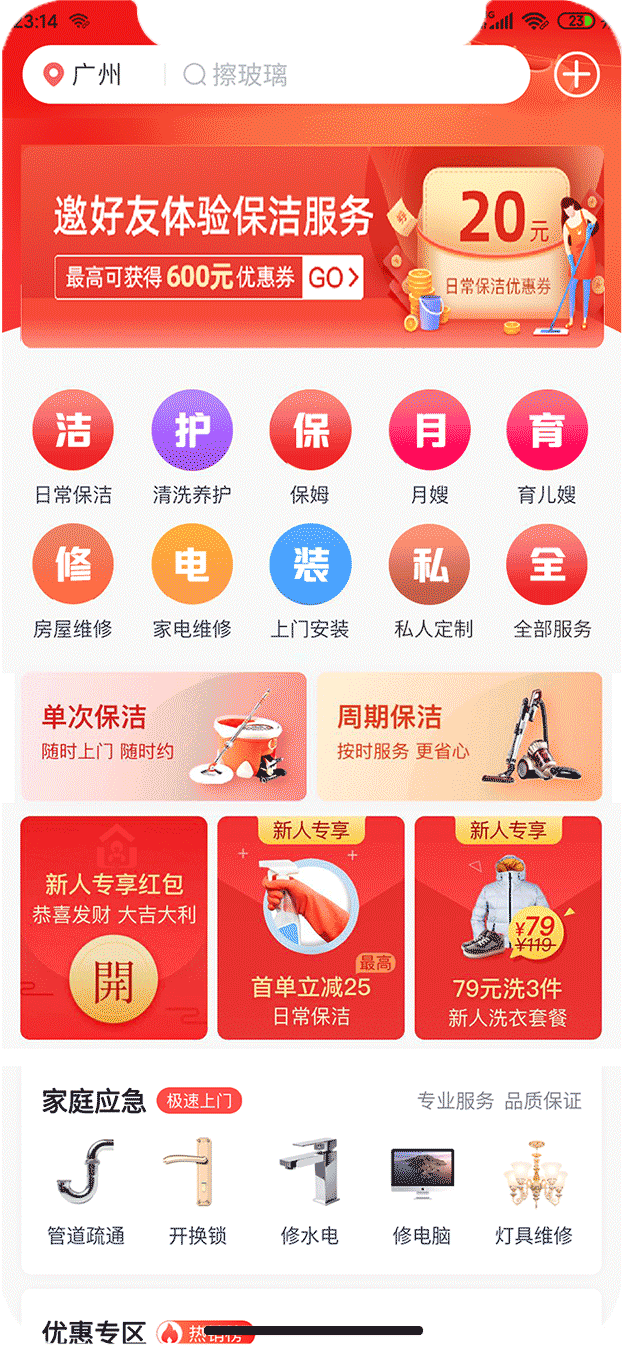 23:14
23
广州
擦玻璃
邀好友体验保洁服务
最高可获得600元优惠券 GO
券
20元
日常保洁优惠券
洁 护 保 月 育
日常保洁 清洗养护 保姆 月嫂 育儿嫂
修 电 装 私 全
房屋维修 家电维修 上门安装 私人定制 全部服务
单次保洁
随时上门 随时约
周期保洁
按时服务 更省心
新人专享红包
恭喜发财 大吉大利
開
新人专享
最高
首单立减25
日常保洁
新人专享
¥79
¥119
79元洗3件
新人洗衣套餐
家庭应急 极速上门 专业服务 品质保证
管道疏通 开换锁 修水电 修电脑 灯具维修
优惠专区 热销榜